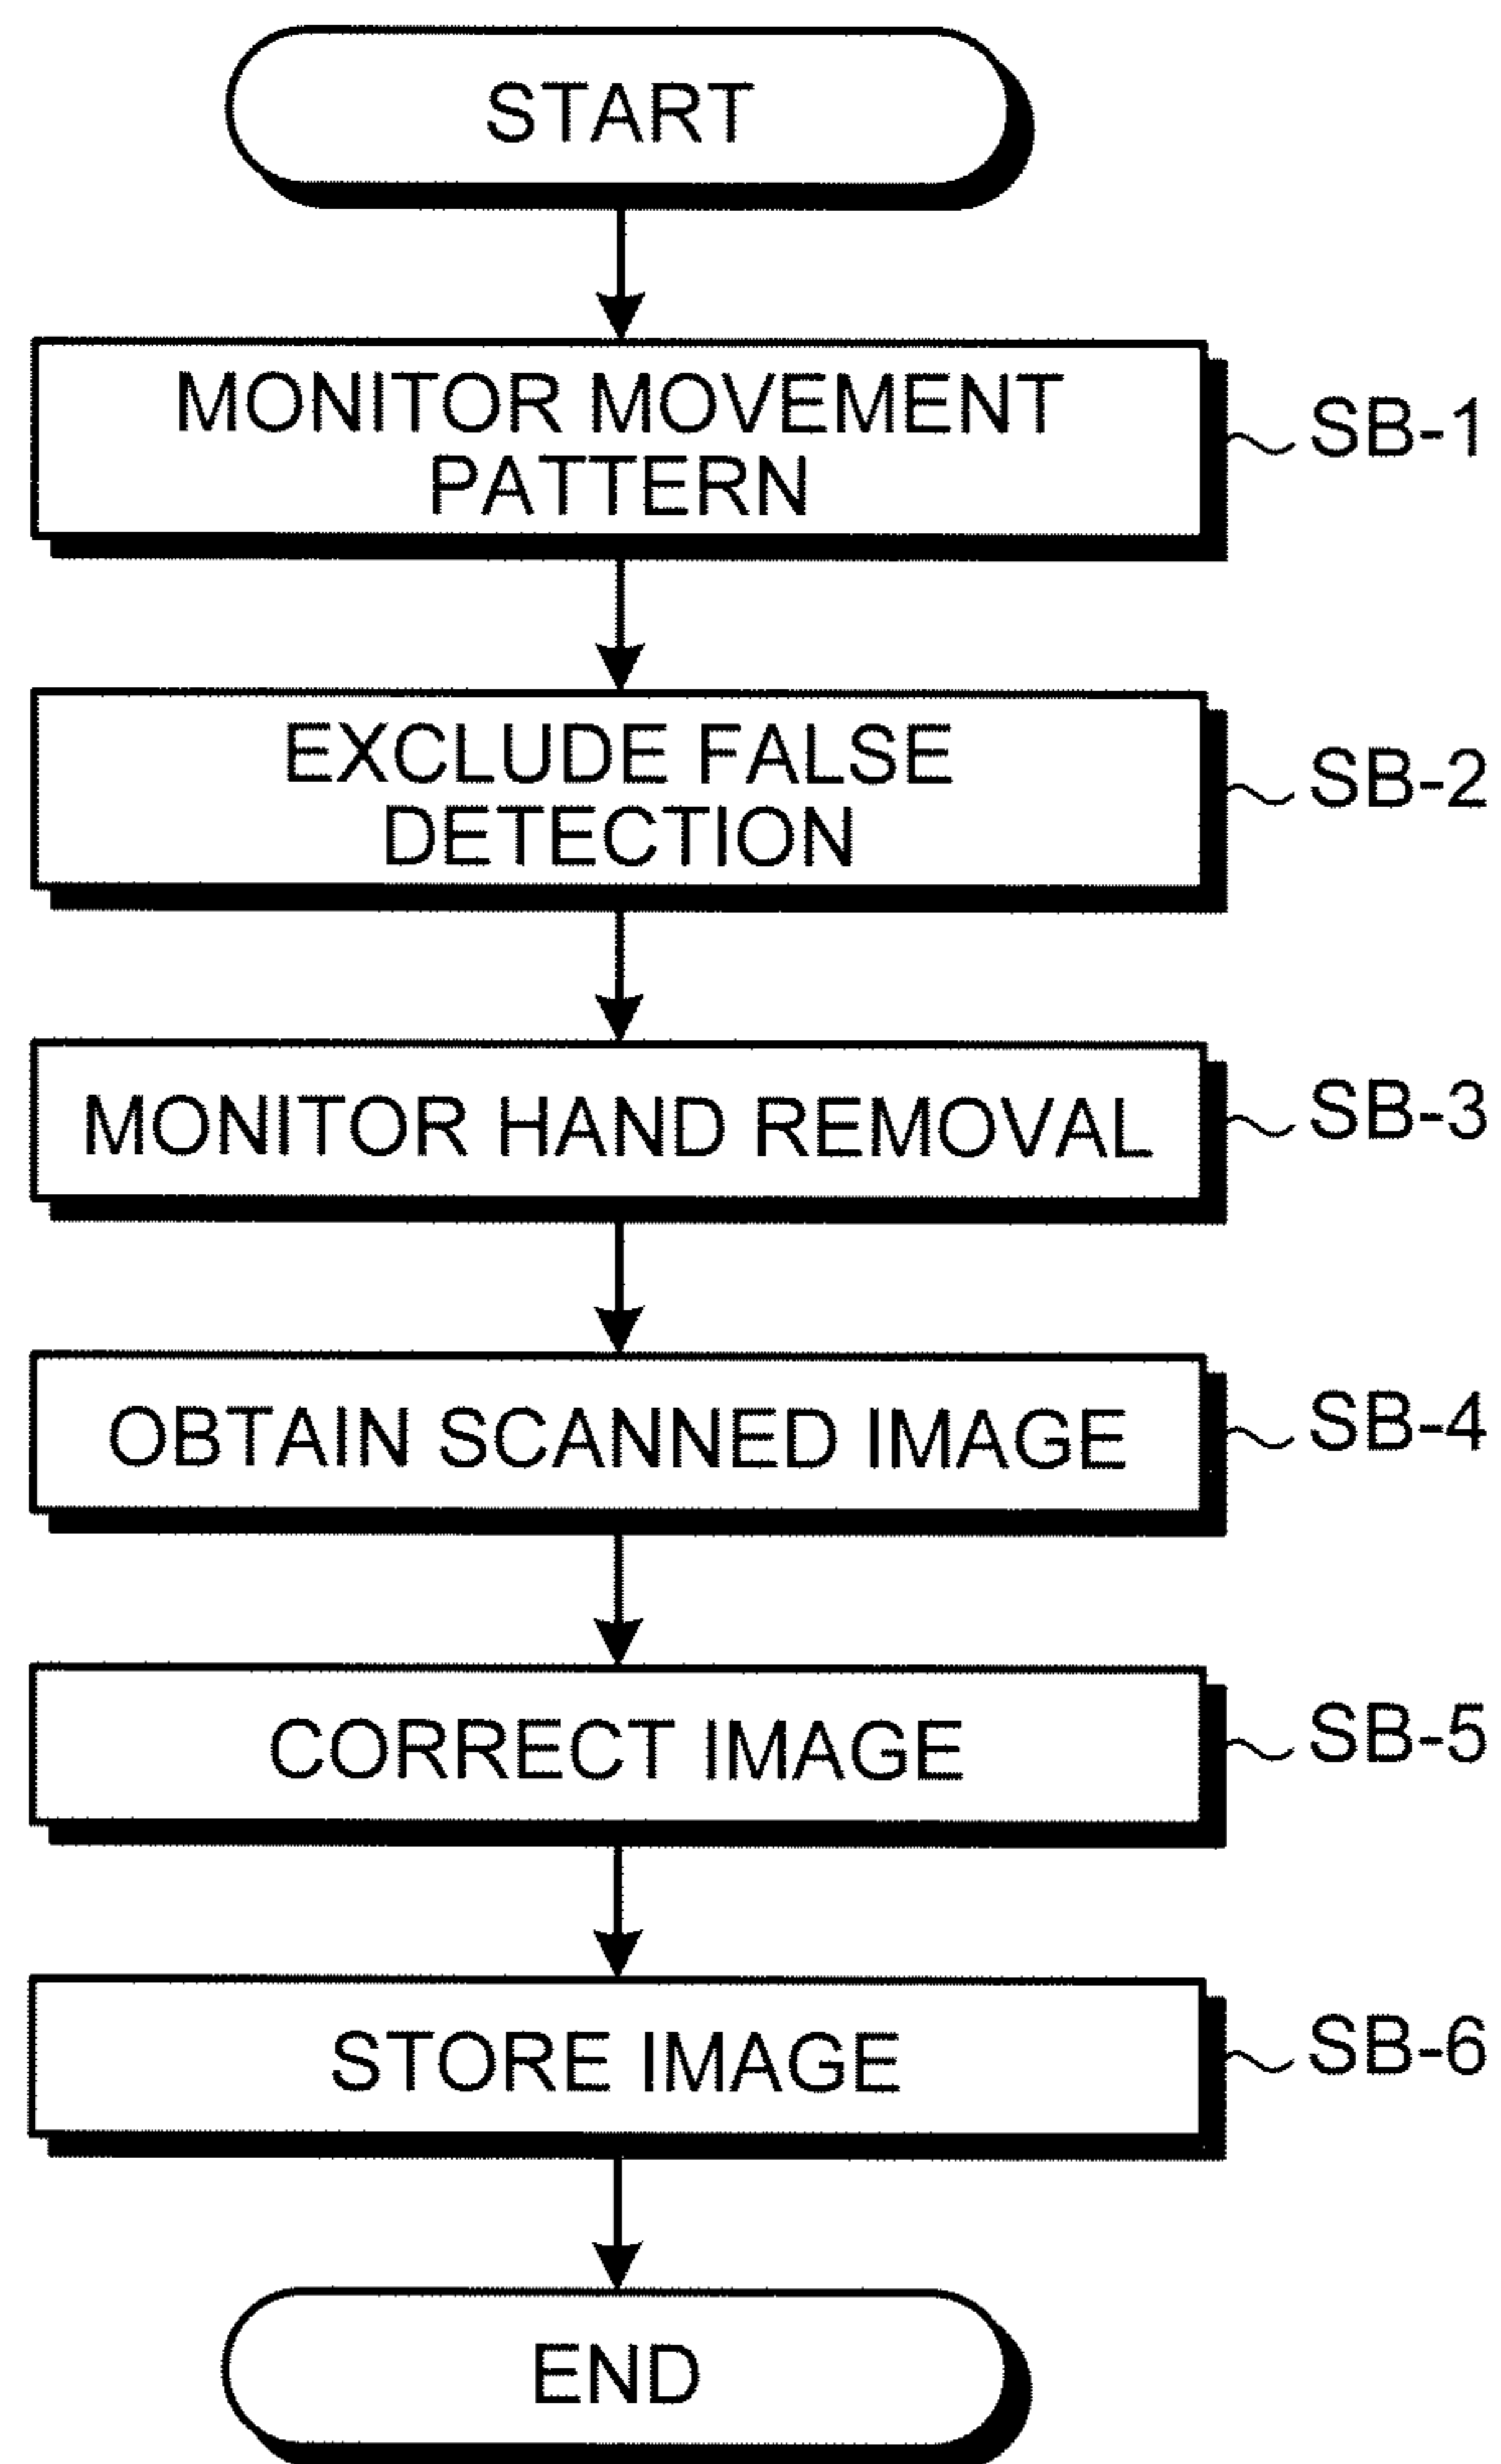 START
MONITOR MOVEMENT
PATTERN
SB-1
EXCLUDE FALSE
DETECTION
SB-2
MONITOR HAND REMOVAL
SB-3
OBTAIN SCANNED IMAGE
SB-4
CORRECT IMAGE
SB-5
STORE IMAGE
SB-6
END